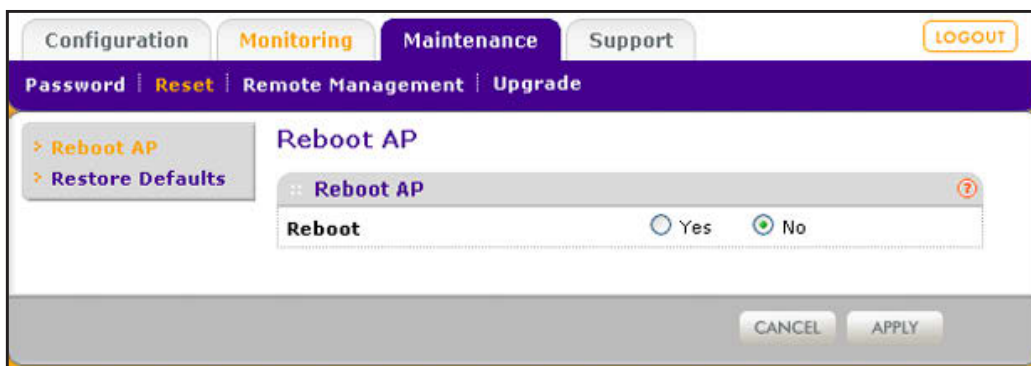 Configuration Monitoring Maintenance Support LOGOUT
Password Reset Remote Management Upgrade
Reboot AP
Restore Defaults
Reboot AP
Reboot AP ?
Reboot Yes No
CANCEL APPLY